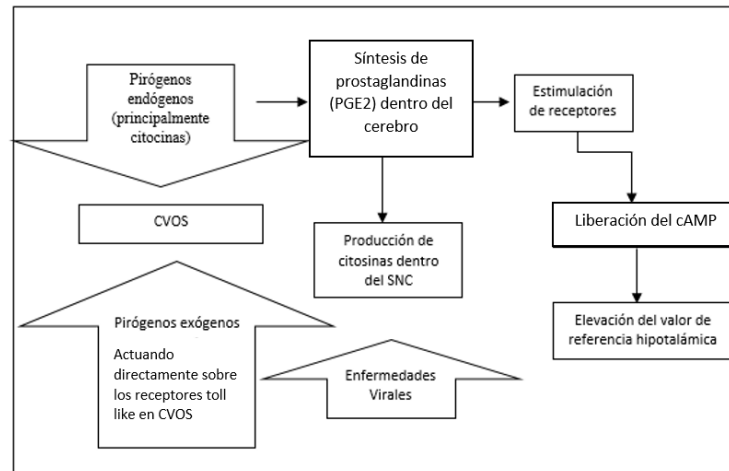 Pirógenos
endógenos
(principalmente
citocinas)
Síntesis de
prostaglandinas
(PGE2) dentro del
cerebro
Estimulación
de receptores
CVOS
Producción de
citosinas dentro
del SNC
Liberación del cAMP
Pirógenos exógenos
Actuando
directamente sobre
los receptores toll
like en CVOS
Enfermedades
Virales
Elevación del valor de
referencia hipotalámica